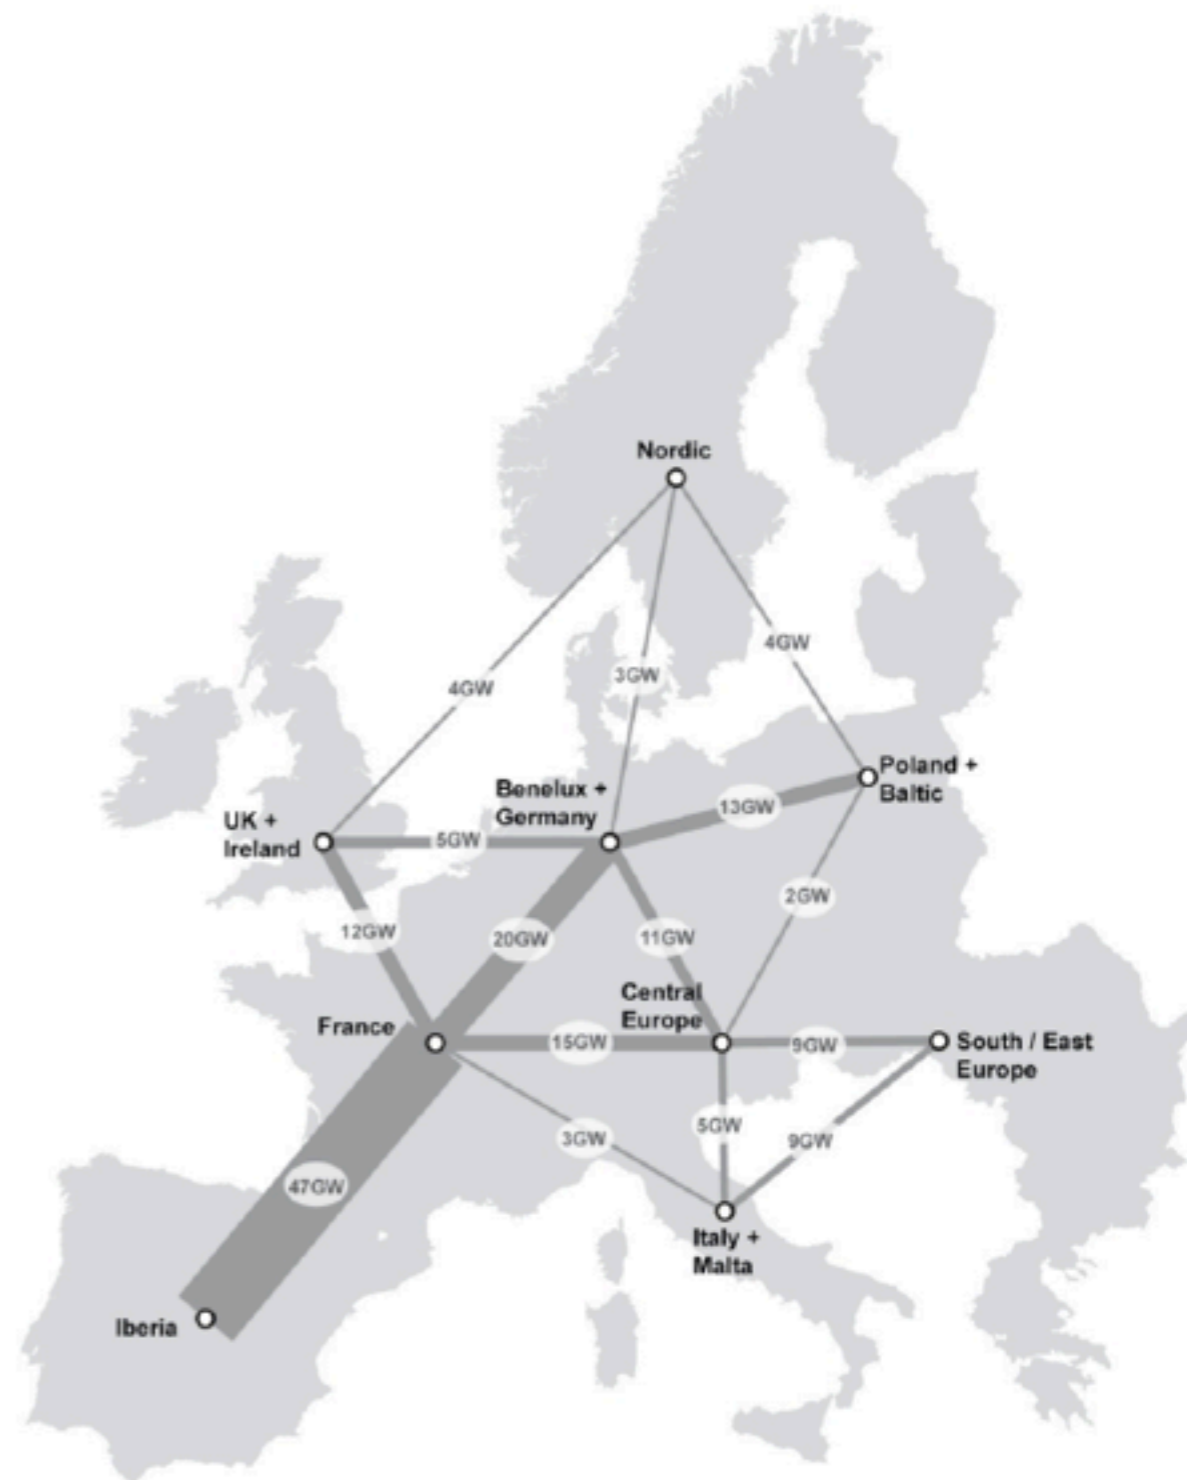 Nordic
4GW
3GW
4GW
Poland +
Baltic
Benelux +
Germany
13GW
UK +
Ireland
5GW
2GW
12GW
20GW
11GW
Central
Europe
France
15GW
9GW
South / East
Europe
5GW
3GW
9GW
47GW
Italy +
Malta
Iberia